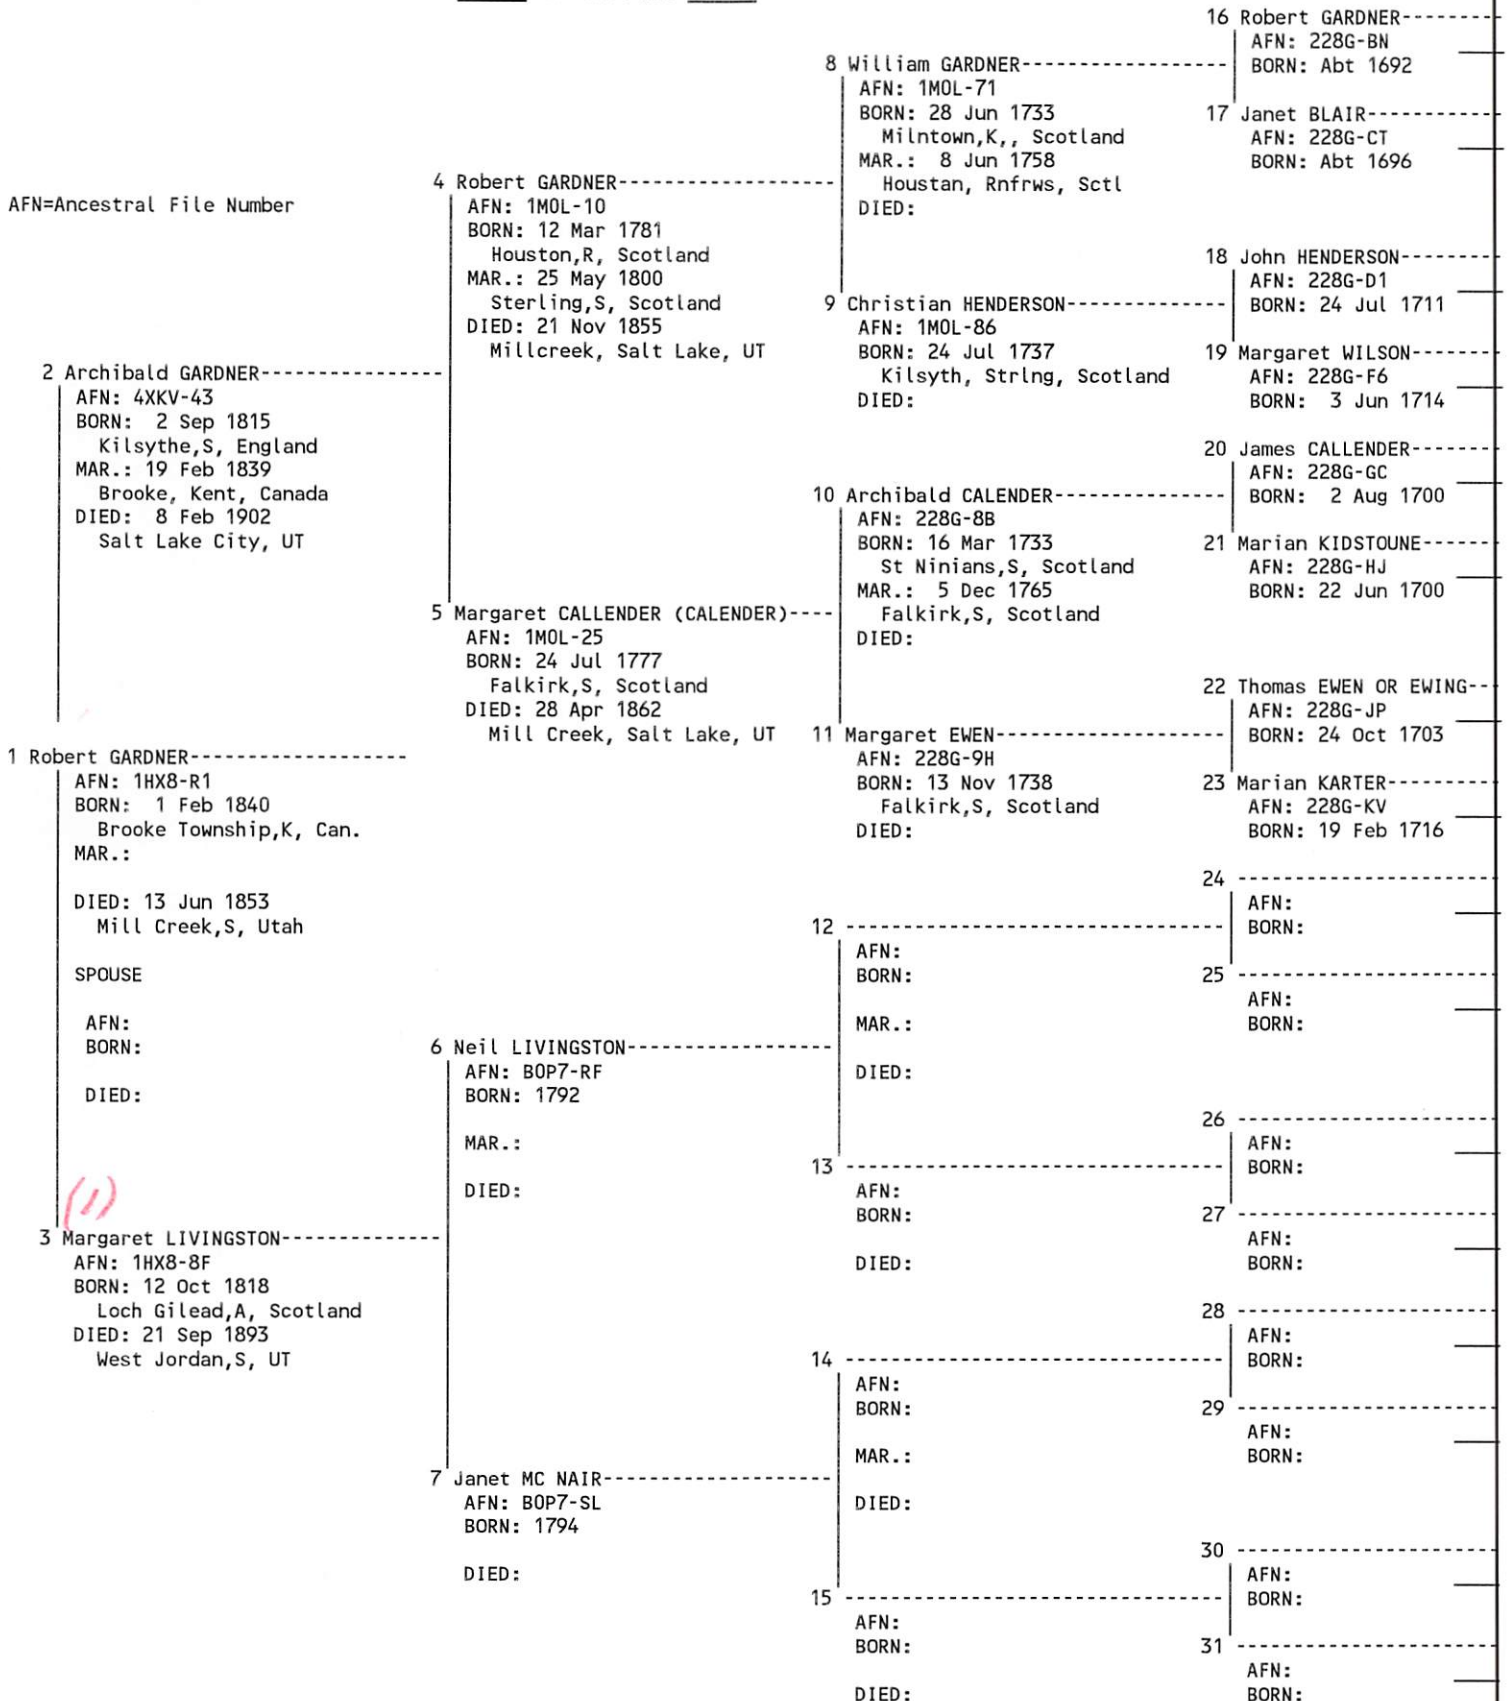 AFN=Ancestral File Number
1 Robert GARDNER
AFN: 1HX8-R1
BORN: 1 Feb 1840
Brooke Township,K, Can.
MAR.:
DIED: 13 Jun 1853
Mill Creek,S, Utah
SPOUSE
AFN:
BORN:
DIED:
2 Archibald GARDNER
AFN: 4XKV-43
BORN: 2 Sep 1815
Kilsythe,S, England
MAR.: 19 Feb 1839
Brooke, Kent, Canada
DIED: 8 Feb 1902
Salt Lake City, UT
(1)
3 Margaret LIVINGSTON
AFN: 1HX8-8F
BORN: 12 Oct 1818
Loch Gilead,A, Scotland
DIED: 21 Sep 1893
West Jordan,S, UT
4 Robert GARDNER
AFN: 1M0L-10
BORN: 12 Mar 1781
Houston,R, Scotland
MAR.: 25 May 1800
Sterling,S, Scotland
DIED: 21 Nov 1855
Millcreek, Salt Lake, UT
5 Margaret CALLENDER (CALENDER)
AFN: 1M0L-25
BORN: 24 Jul 1777
Falkirk,S, Scotland
DIED: 28 Apr 1862
Mill Creek, Salt Lake, UT
6 Neil LIVINGSTON
AFN: B0P7-RF
BORN: 1792
MAR.:
DIED:
7 Janet MC NAIR
AFN: B0P7-SL
BORN: 1794
DIED:
8 William GARDNER
AFN: 1M0L-71
BORN: 28 Jun 1733
Milntown,K,, Scotland
MAR.: 8 Jun 1758
Houstan, Rnfrws, Sctl
DIED:
9 Christian HENDERSON
AFN: 1M0L-86
BORN: 24 Jul 1737
Kilsyth, Strlng, Scotland
DIED:
10 Archibald CALENDER
AFN: 228G-8B
BORN: 16 Mar 1733
St Ninians,S, Scotland
MAR.: 5 Dec 1765
Falkirk,S, Scotland
DIED:
11 Margaret EWEN
AFN: 228G-9H
BORN: 13 Nov 1738
Falkirk,S, Scotland
DIED:
12
AFN:
BORN:
MAR.:
DIED:
13
AFN:
BORN:
DIED:
14
AFN:
BORN:
MAR.:
DIED:
15
AFN:
BORN:
DIED:
16 Robert GARDNER
AFN: 228G-BN
BORN: Abt 1692
17 Janet BLAIR
AFN: 228G-CT
BORN: Abt 1696
18 John HENDERSON
AFN: 228G-D1
BORN: 24 Jul 1711
19 Margaret WILSON
AFN: 228G-F6
BORN: 3 Jun 1714
20 James CALLENDER
AFN: 228G-GC
BORN: 2 Aug 1700
21 Marian KIDSTOUNE
AFN: 228G-HJ
BORN: 22 Jun 1700
22 Thomas EWEN OR EWING
AFN: 228G-JP
BORN: 24 Oct 1703
23 Marian KARTER
AFN: 228G-KV
BORN: 19 Feb 1716
24
AFN:
BORN:
25
AFN:
BORN:
26
AFN:
BORN:
27
AFN:
BORN:
28
AFN:
BORN:
29
AFN:
BORN:
30
AFN:
BORN:
31
AFN:
BORN: